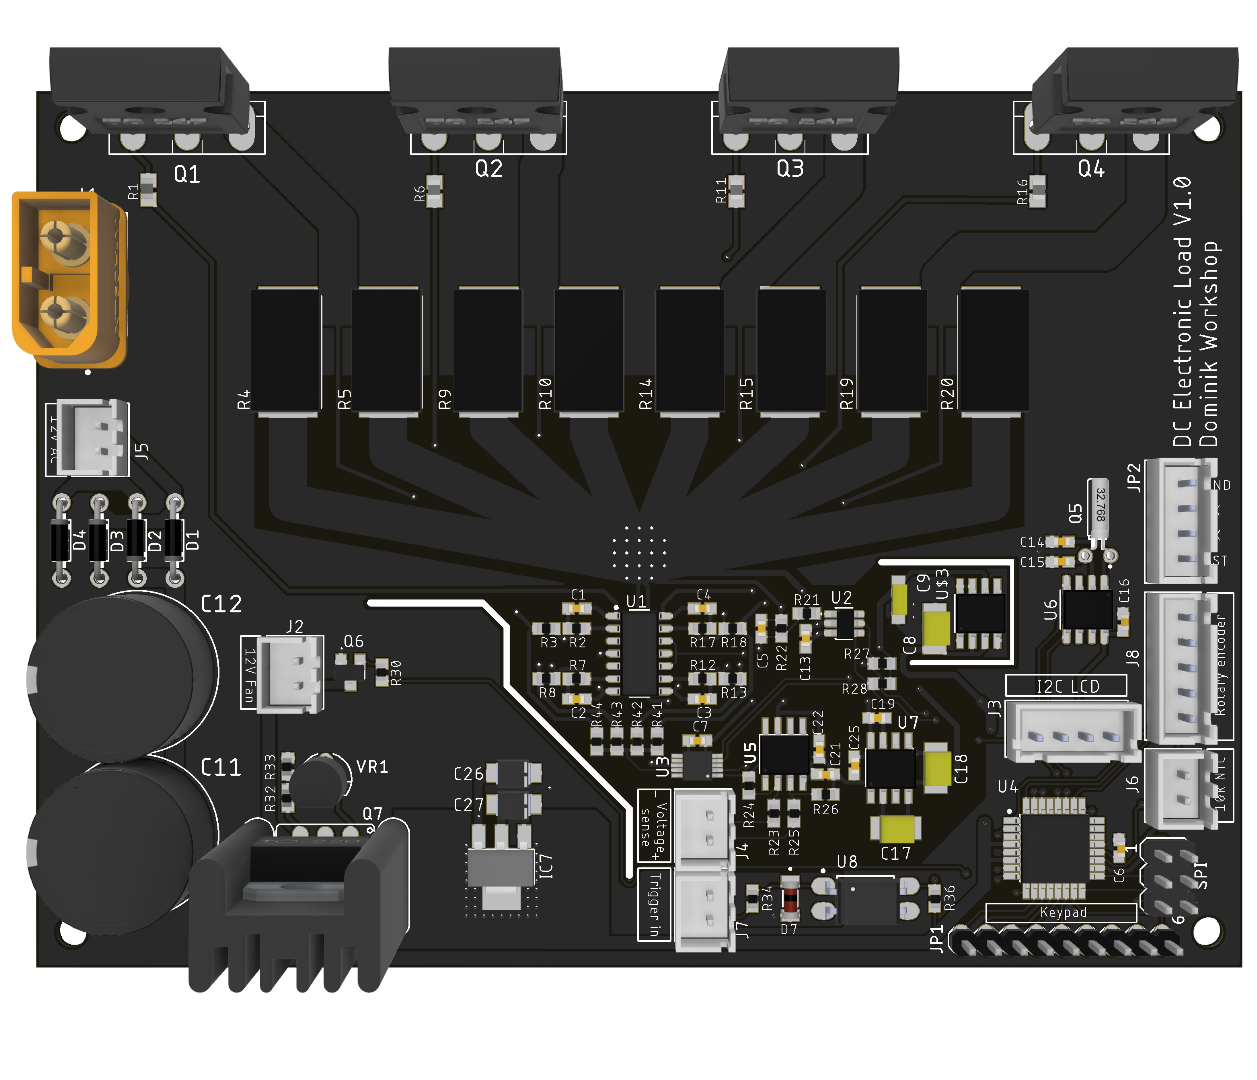 Q1
Q2
Q3
Q4
R1
R6
R11
R16
DC Electronic Load V1.0
Dominik Workshop
R4
R5
R9
R10
R14
R15
R19
R20
J5
D4
D3
D2
D1
JP2
ND
ST
Q5
32.768
C14
C15
U6
C16
C12
C11
J2
12V Fan
Q6
R30
C1
U1
C4
R3
R2
R17
R18
R7
R8
C2
R12
R13
C3
R44
R43
R42
R41
C5
R22
R21
C13
U2
R27
R28
C9
C8
U$3
C7
U3
U5
C22
C21
C25
C19
U7
C18
C17
R24
R23
R25
R26
J8
Rotary encoder
I2C LCD
J3
J6
10K NTC
U4
C6
1
SPI
6
Keypad
JP1
R33
R32
VR1
Q7
C26
C27
IC7
- Voltage+
sense
J4
Trigger in
J7
R34
D7
U8
R36